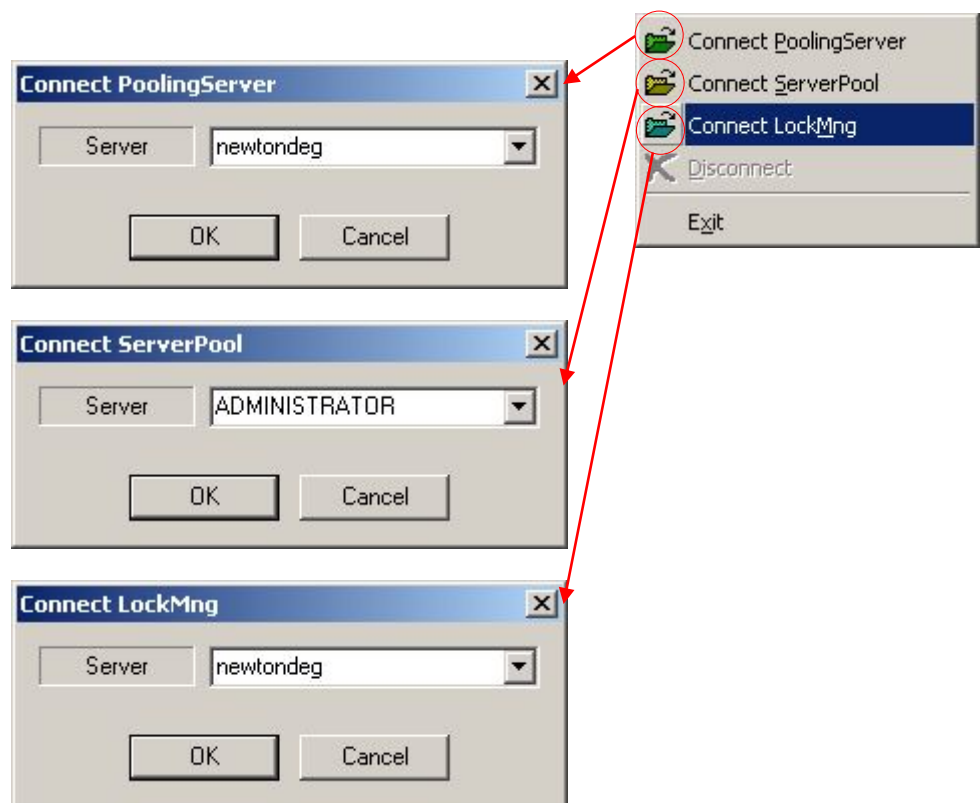 Connect PoolingServer
Connect ServerPool
Connect LockMng
Disconnect
Exit
Connect PoolingServer
Server newtondeg
OK Cancel
Connect ServerPool
Server ADMINISTRATOR
OK Cancel
Connect LockMng
Server newtondeg
OK Cancel